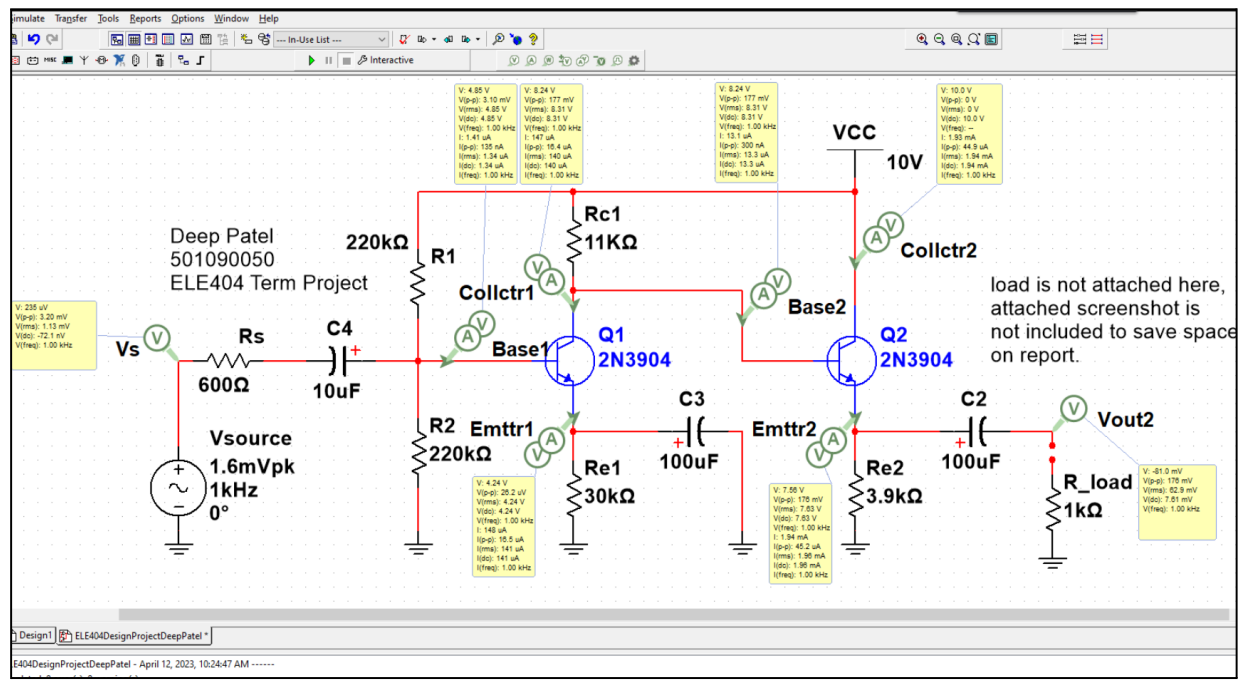 imulate Transfer Tools Reports Options Window Help
--- In-Use List ---
Interactive
V: 4.85 V
V(p-p): 3.10 mV
V(rms): 4.85 V
V(dc): 4.85 V
V(freq): 1.00 kHz
I: 1.41 uA
I(p-p): 135 nA
I(rms): 1.34 uA
I(dc): 1.34 uA
I(freq): 1.00 kHz
V: 8.24 V
V(p-p): 177 mV
V(rms): 8.31 V
V(dc): 8.31 V
V(freq): 1.00 kHz
I: 147 uA
I(p-p): 16.4 uA
I(rms): 140 uA
I(dc): 140 uA
I(freq): 1.00 kHz
V: 8.24 V
V(p-p): 177 mV
V(rms): 8.31 V
V(dc): 8.31 V
V(freq): 1.00 kHz
I: 13.1 uA
I(p-p): 300 nA
I(rms): 13.3 uA
I(dc): 13.3 uA
I(freq): 1.00 kHz
V: 10.0 V
V(p-p): 0 V
V(rms): 0 V
V(dc): 10.0 V
V(freq): --
I: 1.93 mA
I(p-p): 44.9 uA
I(rms): 1.94 mA
I(dc): 1.94 mA
I(freq): 1.00 kHz
VCC
10V
Deep Patel
501090050
ELE404 Term Project
220kΩ
R1
Rc1
11KΩ
Collctr1
Base2
A V
Collctr2
load is not attached here,
attached screenshot is
not included to save space
on report.
V: 235 uV
V(p-p): 3.20 mV
V(rms): 1.13 mV
V(dc): -72.1 nV
V(freq): 1.00 kHz
Vs
V
Rs
600Ω
C4
+
10uF
A V
Base1
V A
Q1
2N3904
A V
Q2
2N3904
Vsource
1.6mVpk
1kHz
0°
R2
220kΩ
Emttr1
V A
Re1
30kΩ
C3
+
100uF
Emttr2
V A
Re2
3.9kΩ
C2
+
100uF
V
Vout2
R_load
1kΩ
V: 4.24 V
V(p-p): 26.2 uV
V(rms): 4.24 V
V(dc): 4.24 V
V(freq): 1.00 kHz
I: 148 uA
I(p-p): 16.5 uA
I(rms): 141 uA
I(dc): 141 uA
I(freq): 1.00 kHz
V: 7.56 V
V(p-p): 176 mV
V(rms): 7.63 V
V(dc): 7.63 V
V(freq): 1.00 kHz
I: 1.94 mA
I(p-p): 45.2 uA
I(rms): 1.96 mA
I(dc): 1.96 mA
I(freq): 1.00 kHz
V: -81.0 mV
V(p-p): 176 mV
V(rms): 62.9 mV
V(dc): 7.61 mV
V(freq): 1.00 kHz
Design1 ELE404DesignProjectDeepPatel *
E404DesignProjectDeepPatel - April 12, 2023, 10:24:47 AM ------